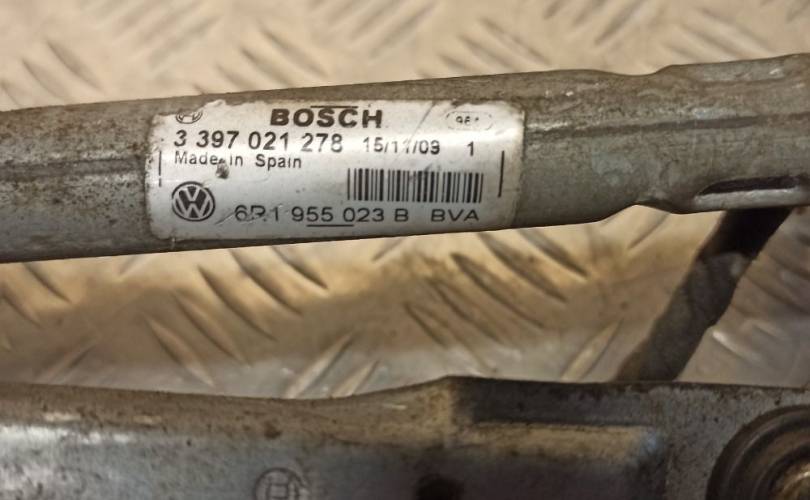 BOSCH
3 397 021 278 15/11/09 1
Made in Spain
6R1 955 023 B BVA